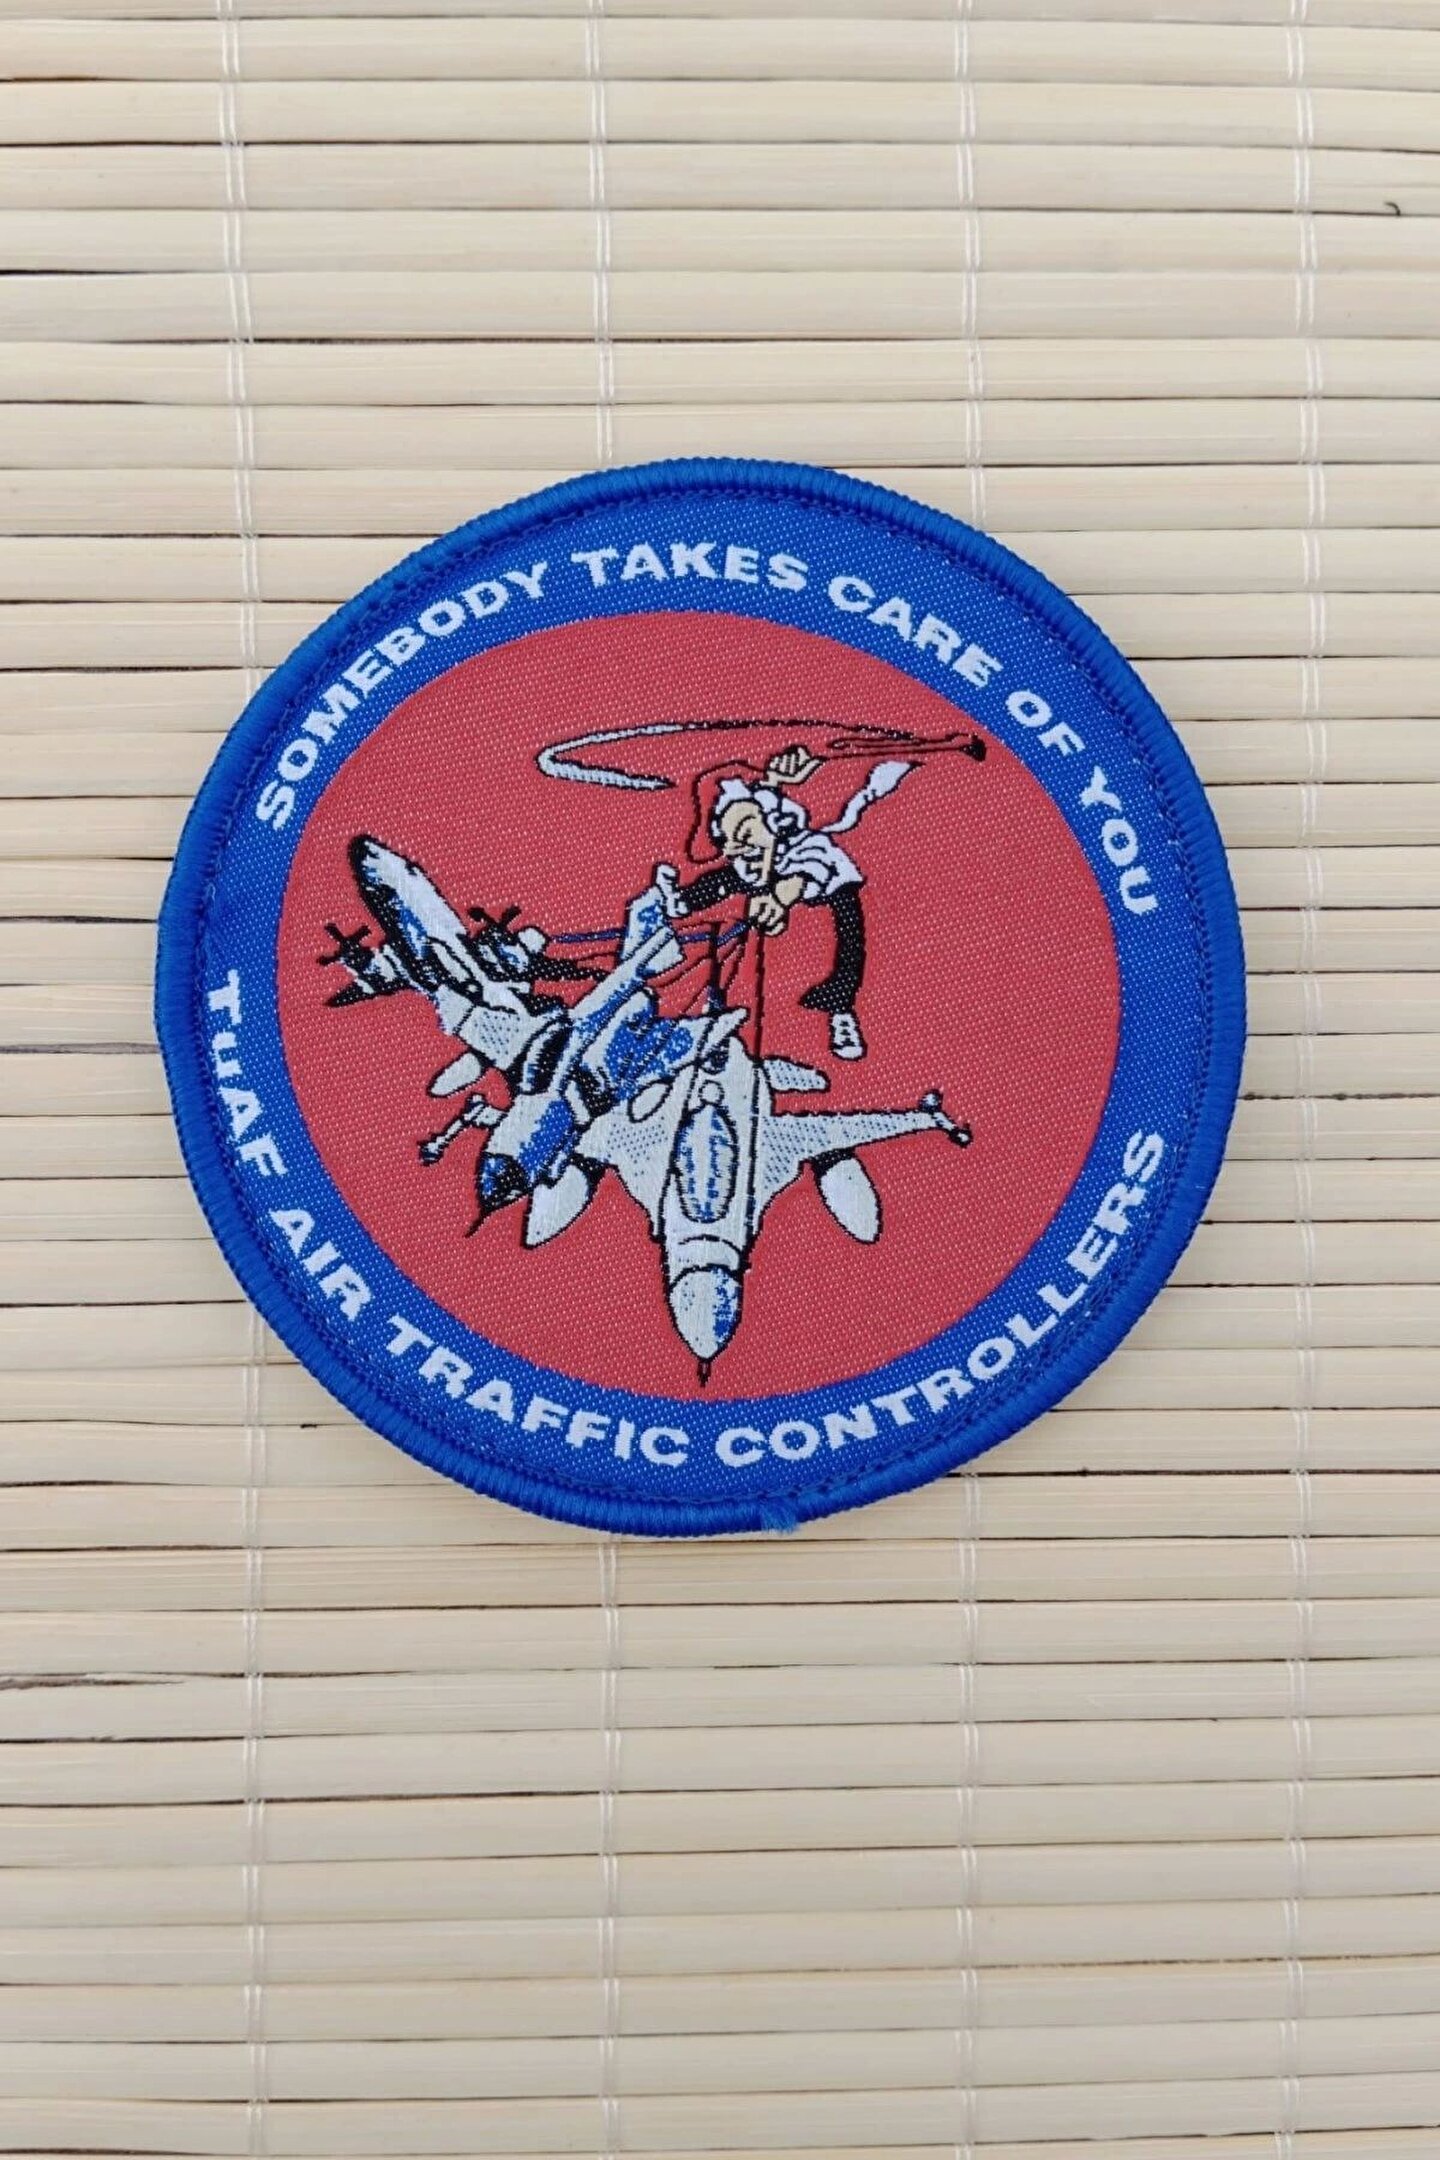 SOMEBODY TAKES CARE OF YOU
TUAF AIR TRAFFIC CONTROLLERS